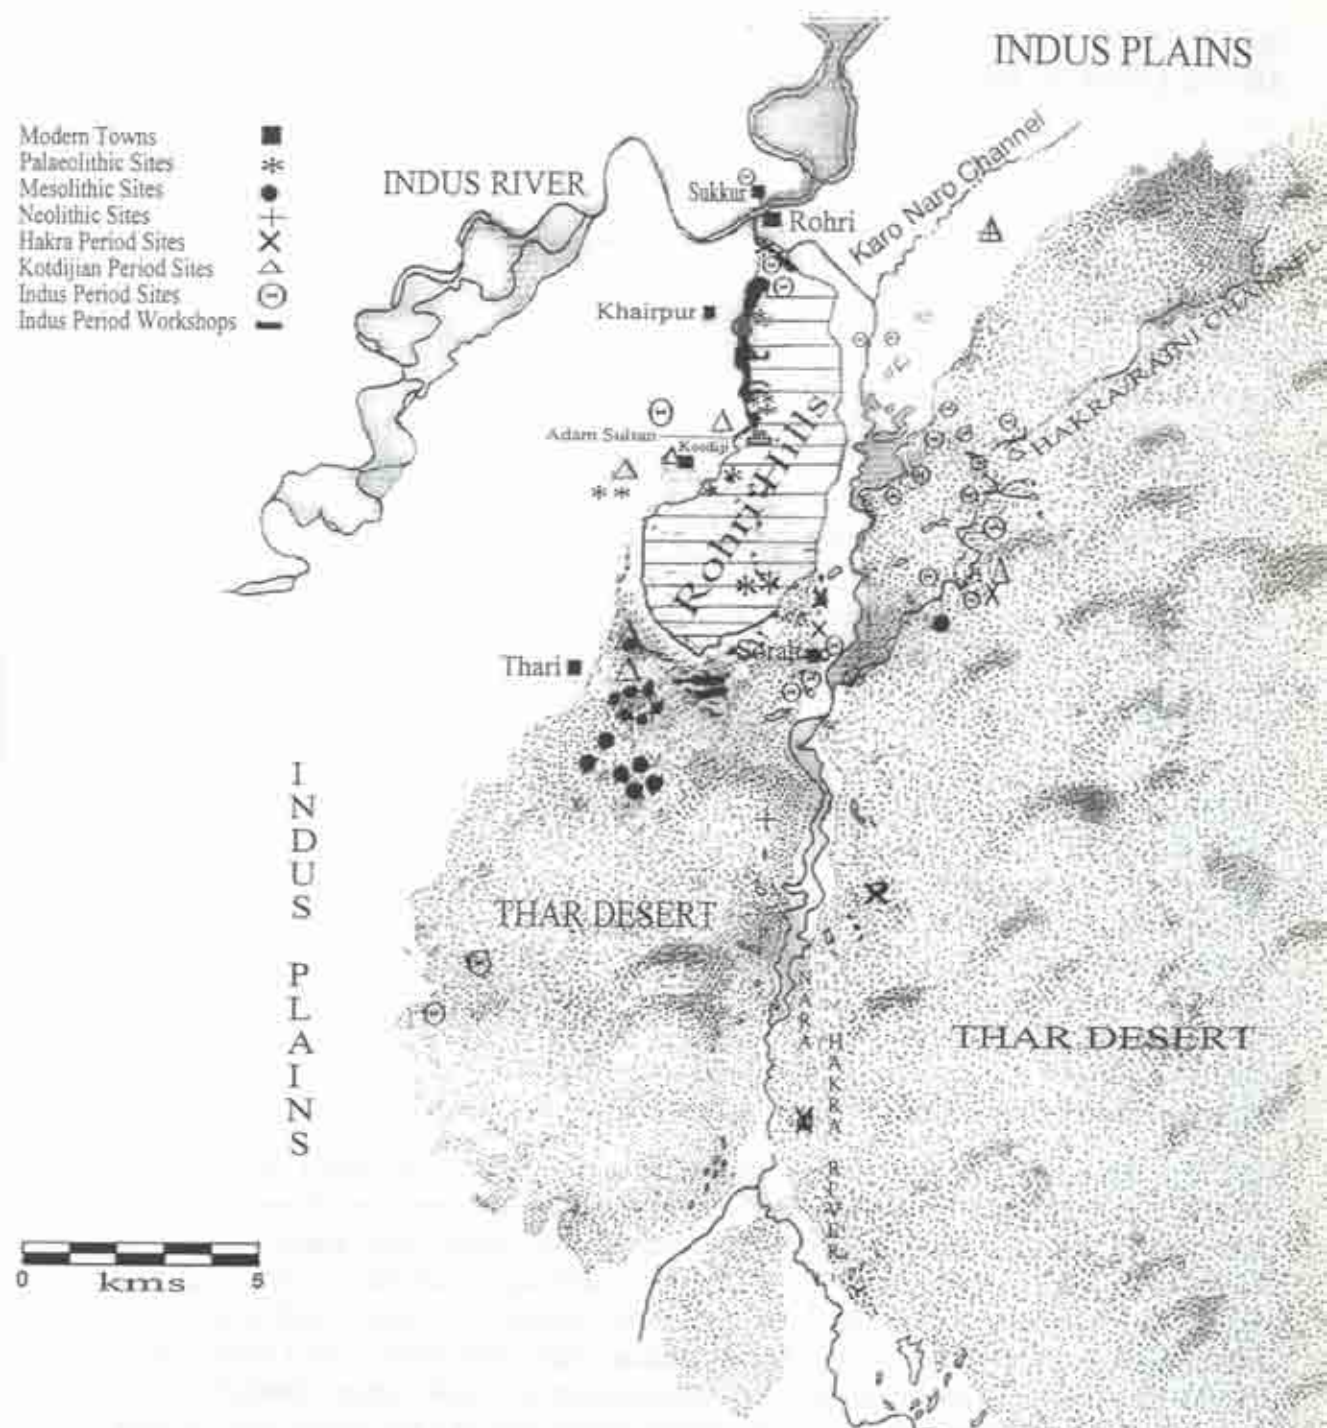 INDUS PLAINS
Modern Towns
Palaeolithic Sites
Mesolithic Sites
Neolithic Sites
Hakra Period Sites
Kotdijian Period Sites
Indus Period Sites
Indus Period Workshops
INDUS RIVER
Sukkur
Rohri
Karo Naro Channel
Khairpur
HAKRA/RAINI CHANNEL
Adam Sultan
Kotdiji
Rohri Hills
Thari
INDUS PLAINS
THAR DESERT
NARA
HAKRA RIVER
THAR DESERT
0 5
kms